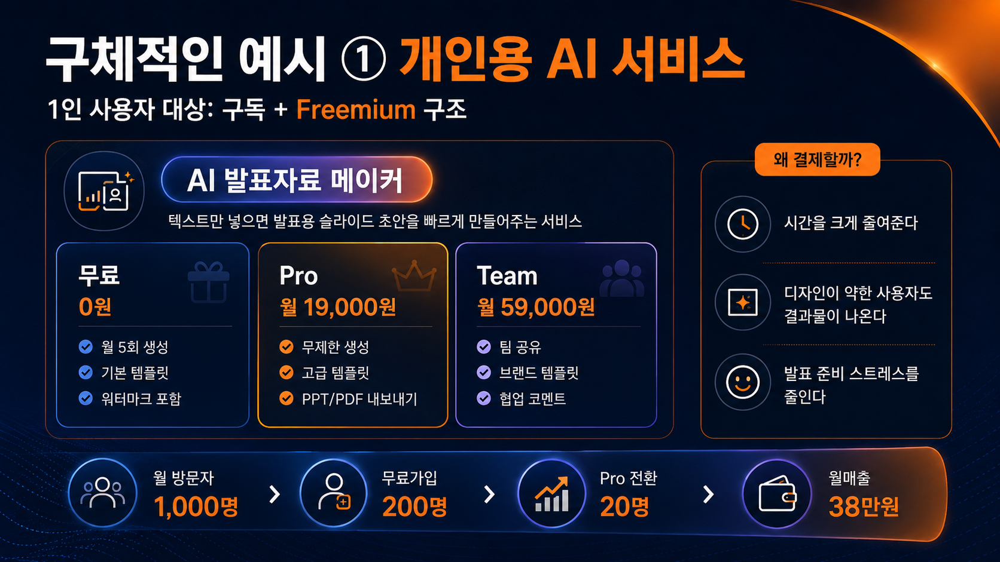 구체적인 예시 ① 개인용 AI 서비스
1인 사용자 대상: 구독 + Freemium 구조
AI 발표자료 메이커
텍스트만 넣으면 발표용 슬라이드 초안을 빠르게 만들어주는 서비스
무료
0원
월 5회 생성
기본 템플릿
워터마크 포함
Pro
월 19,000원
무제한 생성
고급 템플릿
PPT/PDF 내보내기
Team
월 59,000원
팀 공유
브랜드 템플릿
협업 코멘트
왜 결제할까?
시간을 크게 줄여준다
디자인이 약한 사용자도
결과물이 나온다
발표 준비 스트레스를
줄인다
월 방문자
1,000명
무료가입
200명
Pro 전환
20명
월매출
38만원